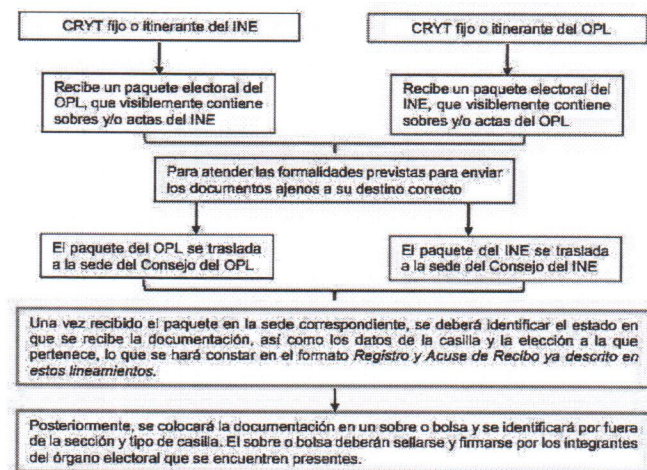 CRYT fijo o itinerante del INE
CRYT fijo o itinerante del OPL
Recibe un paquete electoral del
OPL, que visiblemente contiene
sobres y/o actas del INE
Recibe un paquete electoral del
INE, que visiblemente contiene
sobres y/o actas del OPL
Para atender las formalidades previstas para enviar
los documentos ajenos a su destino correcto
El paquete del OPL se traslada
a la sede del Consejo del OPL
El paquete del INE se traslada
a la sede del Consejo del INE
Una vez recibido el paquete en la sede correspondiente, se deberá identificar el estado en
que se recibe la documentación, así como los datos de la casilla y la elección a la que
pertenece, lo que se hará constar en el formato Registro y Acuse de Recibo ya descrito en
estos lineamientos.
Posteriormente, se colocará la documentación en un sobre o bolsa y se identificará por fuera
de la sección y tipo de casilla. El sobre o bolsa deberán sellarse y firmarse por los integrantes
del órgano electoral que se encuentren presentes.